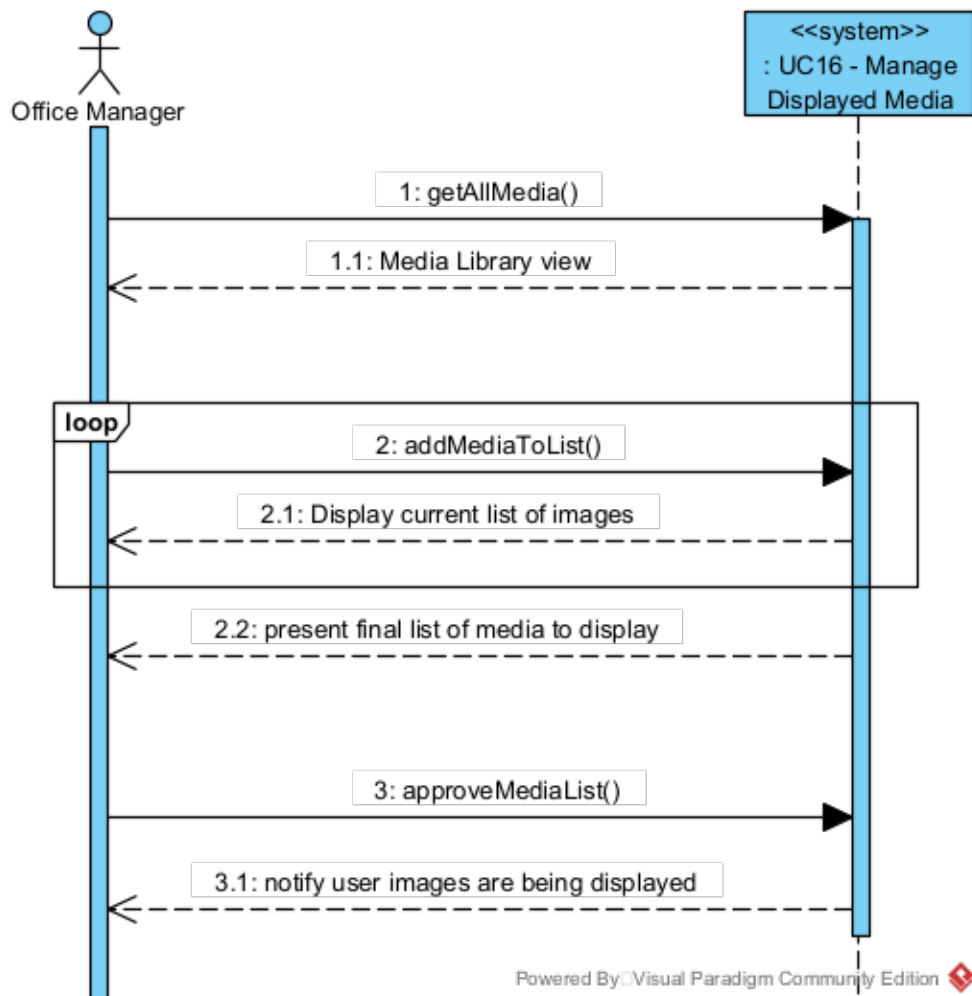 <<system>>
: UC16 - Manage
Displayed Media
Office Manager
1: getAllMedia()
1.1: Media Library view
loop
2: addMediaToList()
2.1: Display current list of images
2.2: present final list of media to display
3: approveMediaList()
3.1: notify user images are being displayed
Powered By Visual Paradigm Community Edition